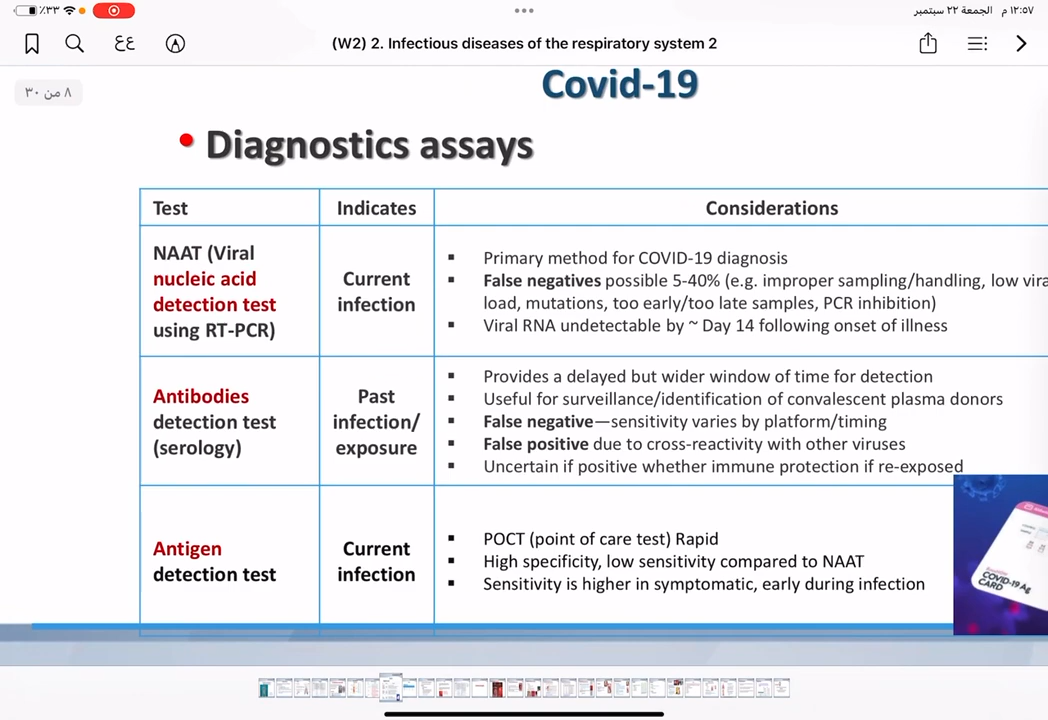 ٪٣٣
١٢:٥٧ م الجمعة ٢٢ سبتمبر
ععُ
(W2) 2. Infectious diseases of the respiratory system 2
٨ من ٣٠
Covid-19
• Diagnostics assays
Test Indicates Considerations
NAAT (Viral
nucleic acid
detection test
using RT-PCR)
Current
infection
▪ Primary method for COVID-19 diagnosis
▪ False negatives possible 5-40% (e.g. improper sampling/handling, low vira
load, mutations, too early/too late samples, PCR inhibition)
▪ Viral RNA undetectable by ~ Day 14 following onset of illness
Antibodies
detection test
(serology)
Past
infection/
exposure
▪ Provides a delayed but wider window of time for detection
▪ Useful for surveillance/identification of convalescent plasma donors
▪ False negative—sensitivity varies by platform/timing
▪ False positive due to cross-reactivity with other viruses
▪ Uncertain if positive whether immune protection if re-exposed
Antigen
detection test
Current
infection
▪ POCT (point of care test) Rapid
▪ High specificity, low sensitivity compared to NAAT
▪ Sensitivity is higher in symptomatic, early during infection
COVID-19 Ag
CARD